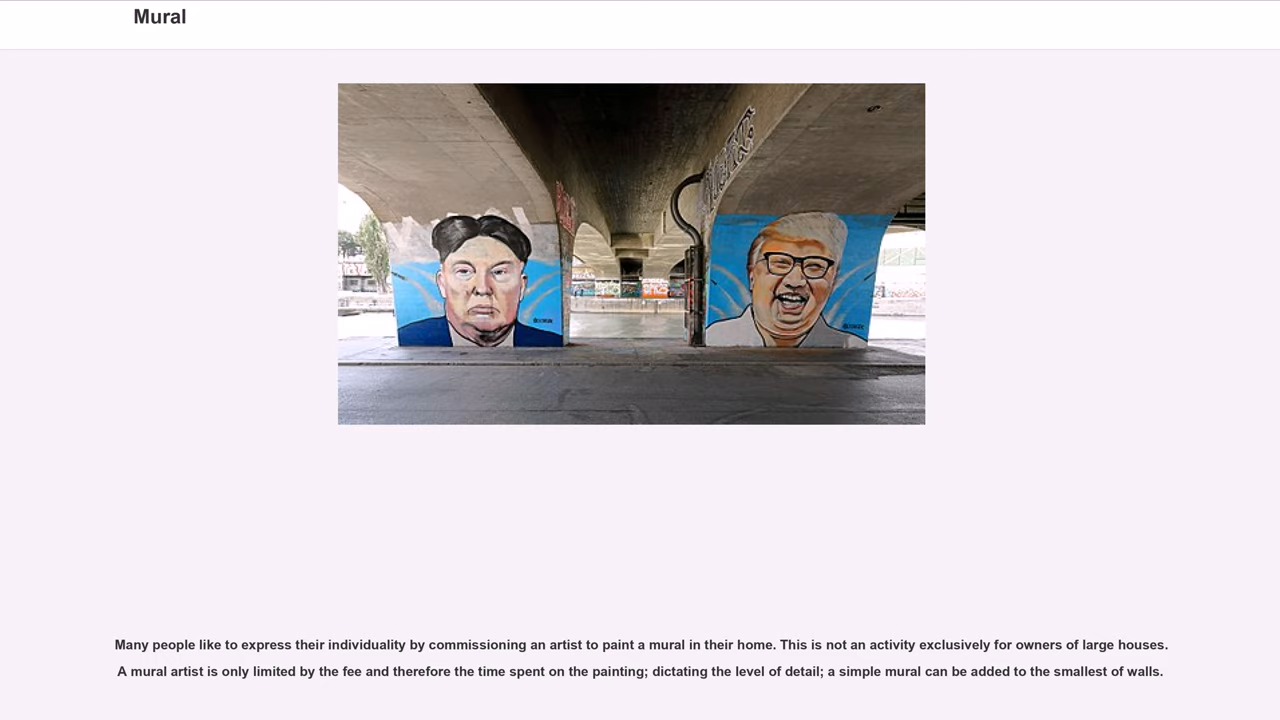 Mural
Many people like to express their individuality by commissioning an artist to paint a mural in their home. This is not an activity exclusively for owners of large houses.
A mural artist is only limited by the fee and therefore the time spent on the painting; dictating the level of detail; a simple mural can be added to the smallest of walls.